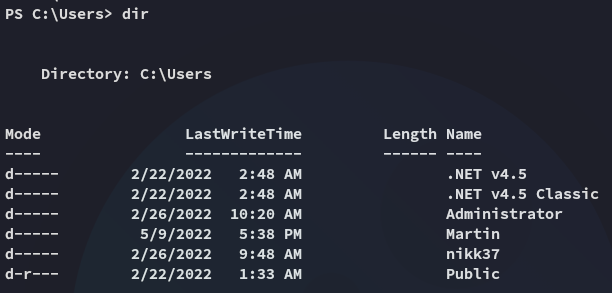 PS C:\Users> dir
Directory: C:\Users
Mode LastWriteTime Length Name
---- ------------- ------ ----
d----- 2/22/2022 2:48 AM .NET v4.5
d----- 2/22/2022 2:48 AM .NET v4.5 Classic
d----- 2/26/2022 10:20 AM Administrator
d----- 5/9/2022 5:38 PM Martin
d----- 2/26/2022 9:48 AM nikk37
d-r--- 2/22/2022 1:33 AM Public